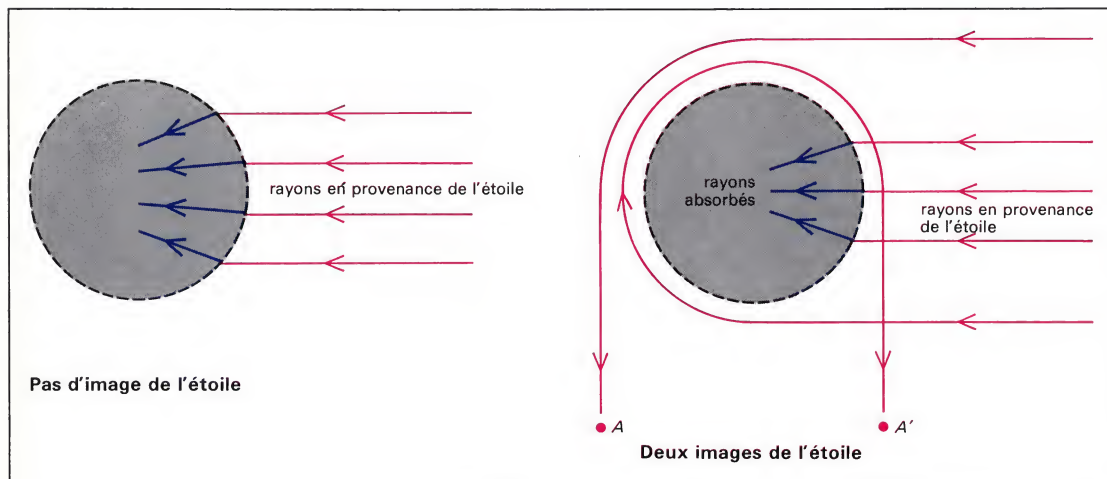 rayons en provenance de l'étoile
Pas d'image de l'étoile
rayons
absorbés
rayons en provenance
de l'étoile
A
A'
Deux images de l'étoile